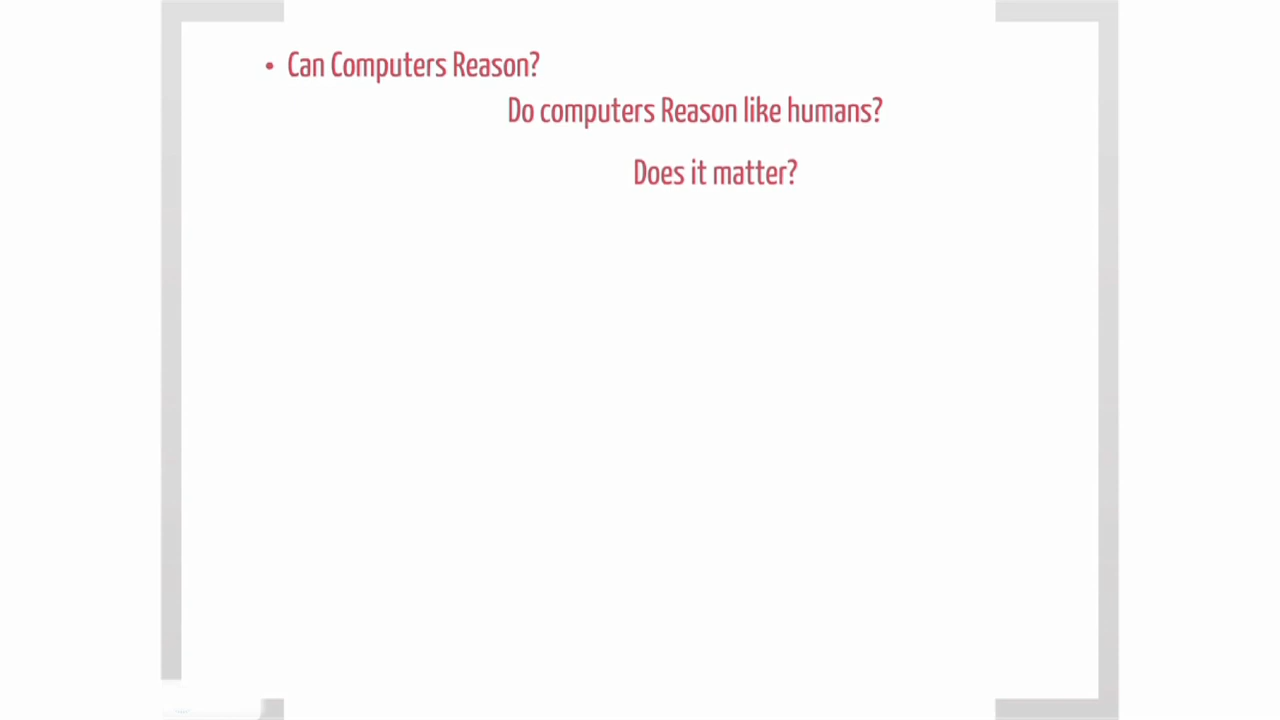 • Can Computers Reason?
Do computers Reason like humans?
Does it matter?